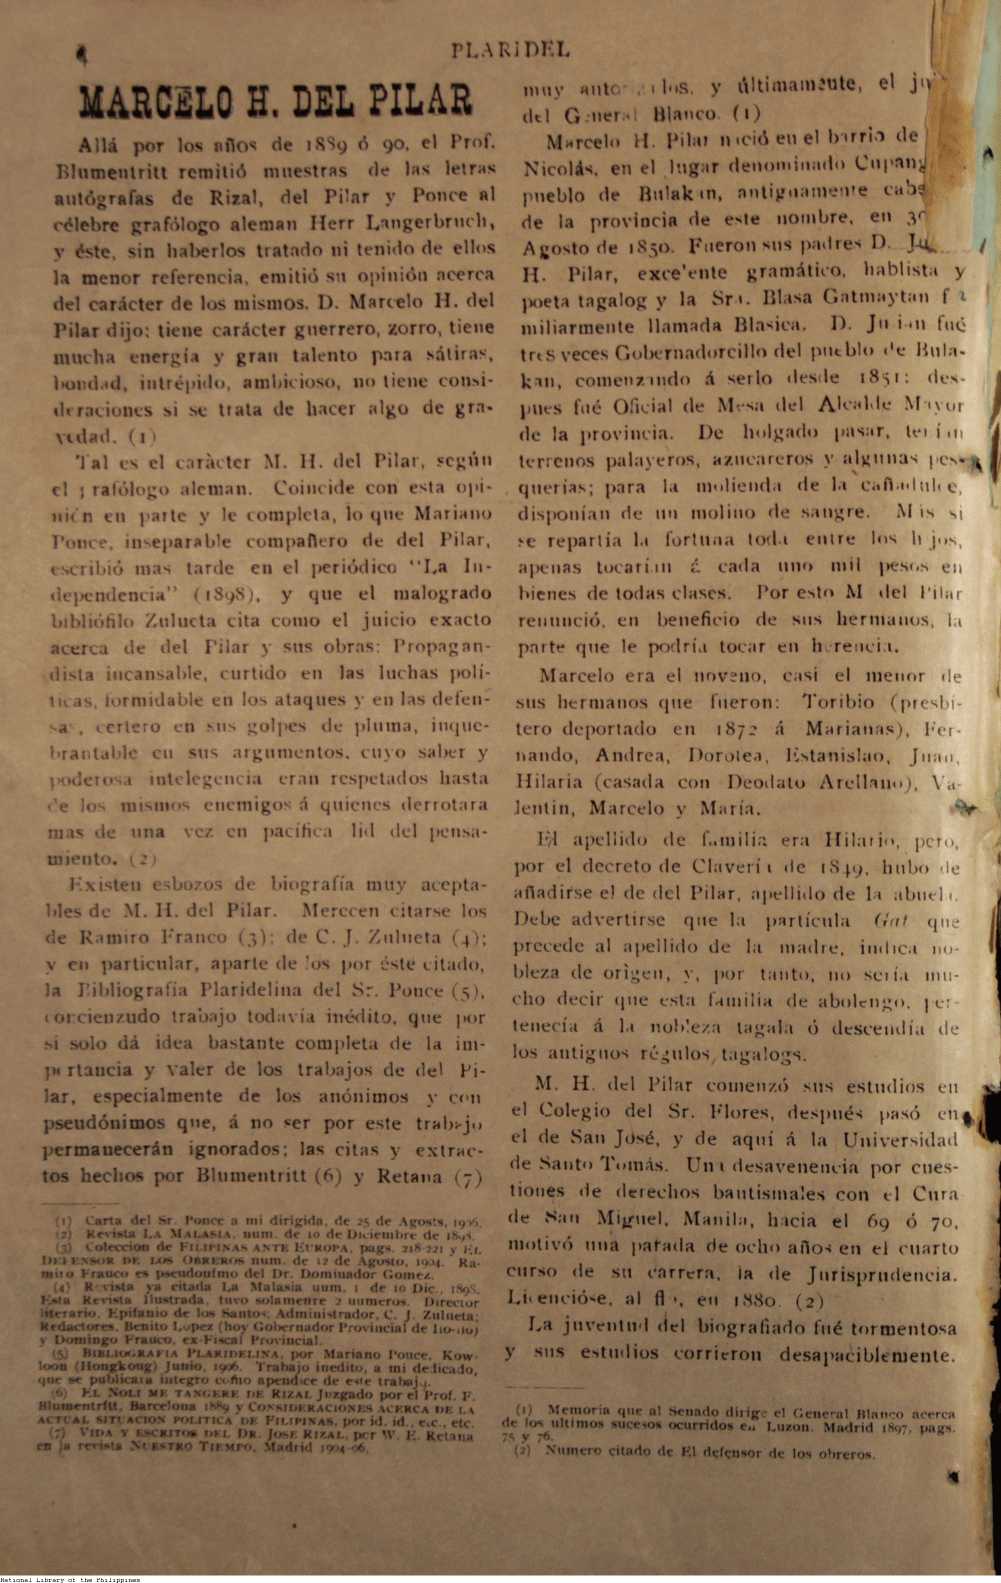 4
PLARIDEL
MARCELO H. DEL PILAR
Allá por los años de 1889 ó 90, el Prof.
Blumentritt remitió muestras de las letras
autógrafas de Rizal, del Pilar y Ponce al
célebre grafólogo aleman Herr Langerbruch,
y éste, sin haberlos tratado ni tenido de ellos
la menor referencia, emitió su opinión acerca
del carácter de los mismos. D. Marcelo H. del
Pilar dijo: tiene carácter guerrero, zorro, tiene
mucha energía y gran talento para sátiras,
bondad, intrépido, ambicioso, no tiene consi-
deraciones si se trata de hacer algo de gra-
vedad. (1)
Tal es el caràcter M. H. del Pilar, según
el grafólogo aleman. Coincide con esta opi-
nión en parte y le completa, lo que Mariano
Ponce, inseparable compañero de del Pilar,
escribió mas tarde en el periódico "La In-
dependencia" (1898), y que el malogrado
bibliófilo Zulueta cita como el juicio exacto
acerca de del Pilar y sus obras: Propagan-
dista incansable, curtido en las luchas polí-
ticas, formidable en los ataques y en las defen-
sas, certero en sus golpes de pluma, inque-
brantable en sus argumentos, cuyo saber y
poderosa intelegencia eran respetados hasta
de los mismos enemigos á quienes derrotara
mas de una vez en pacífica lid del pensa-
miento. (2)
Existen esbozos de biografía muy acepta-
bles de M. H. del Pilar. Merecen citarse los
de Ramiro Franco (3); de C. J. Zulueta (4);
y en particular, aparte de los por éste citado,
la Bibliografía Plaridelina del Sr. Ponce (5),
concienzudo trabajo todavía inédito, que por
si solo dá idea bastante completa de la im-
portancia y valer de los trabajos de del Pi-
lar, especialmente de los anónimos y con
pseudónimos que, á no ser por este trabajo
permanecerán ignorados; las citas y extrac-
tos hechos por Blumentritt (6) y Retana (7)
(1) Carta del Sr. Ponce a mi dirigida, de 25 de Agosts, 1906.
(2) Revista LA MALASIA, num. de 10 de Diciembre de 1898.
(3) Coleccion de FILIPINAS ANTE EUROPA, pags. 218-221 y EL
DEFENSOR DE LOS OBREROS num. de 12 de Agosto, 1904. Ra-
miro Franco es pseudonimo del Dr. Dominador Gomez.
(4) Revista ya citada La Malasia num. 1 de 10 Dic., 1898.
Esta Revista Ilustrada, tuvo solamente 2 numeros. Director
literario, Epifanio de los Santos; Administrador, C. J. Zulueta;
Redactores, Benito Lopez (hoy Gobernador Provincial de Ilo-ilo)
y Domingo Franco, ex-Fiscal Provincial.
(5) BIBLIOGRAFIA PLARIDELINA, por Mariano Ponce, Kow-
loon (Hongkong) Junio, 1906. Trabajo inedito, a mi dedicado,
que se publicara integro como apendice de este trabajo.
(6) EL NOLI ME TANGERE DE RIZAL Juzgado por el Prof. F.
Blumentritt, Barcelona 1889 y CONSIDERACIONES ACERCA DE LA
ACTUAL SITUACION POLITICA DE FILIPINAS, por id. id., etc., etc.
(7) VIDA Y ESCRITOS DEL DR. JOSE RIZAL, por W. E. Retana
en la revista NUESTRO TIEMPO, Madrid 1904-06.
muy autorizados, y últimamente, el
del General Blanco. (1)
Marcelo H. Pilar nació en el barrio de
Nicolás, en el lugar denominado Cupang
pueblo de Bulakan, antiguamente
de la provincia de este nombre, en 30
Agosto de 1850. Fueron sus padres D.
H. Pilar, excelente gramático, hablista y
poeta tagalog y la Sra. Blasa Gatmaytan fa
miliarmente llamada Blasica. D. Julian fué
tres veces Gobernadorcillo del pueblo de Bula-
kan, comenzando á serlo desde 1851: des-
pues fué Oficial de Mesa del Alcalde Mayor
de la provincia. De holgado pasar, tenían
terrenos palayeros, azucareros y algunas pes-
querías; para la molienda de la cañadulce,
disponían de un molino de sangre. Mas si
se repartía la fortuna toda entre los hijos,
apenas tocarían á cada uno mil pesos en
bienes de todas clases. Por esto M del Pilar
renunció, en beneficio de sus hermanos, la
parte que le podría tocar en herencia.
Marcelo era el noveno, casi el menor de
sus hermanos que fueron: Toribio (presbí-
tero deportado en 1872 á Marianas), Fer-
nando, Andrea, Dorotea, Estanislao, Juan,
Hilaria (casada con Deodato Arellano), Va-
lentin, Marcelo y María.
El apellido de familia era Hilario, pero,
por el decreto de Clavería de 1849, hubo de
añadirse el de del Pilar, apellido de la abuela.
Debe advertirse que la partícula Gat que
precede al apellido de la madre, indica no-
bleza de origen, y, por tanto, no sería mu-
cho decir que esta familia de abolengo, per-
tenecía á la nobleza tagala ó descendía de
los antiguos régulos tagalogs.
M. H. del Pilar comenzó sus estudios en
el Colegio del Sr. Flores, después pasó en
el de San José, y de aquí á la Universidad
de Santo Tomás. Una desavenencia por cues-
tiones de derechos bautismales con el Cura
de San Miguel, Manila, hacia el 69 ó 70,
motivó una parada de ocho años en el cuarto
curso de su carrera, la de Jurisprudencia.
Licencióse, al fin, en 1880. (2)
La juventud del biografiado fué tormentosa
y sus estudios corrieron desapaciblemente.
(1) Memoria que al Senado dirige el General Blanco acerca
de los ultimos sucesos ocurridos en Luzon. Madrid 1897, pags.
75 y 76.
(2) Numero citado de El defensor de los obreros.
National Library of the Philippines